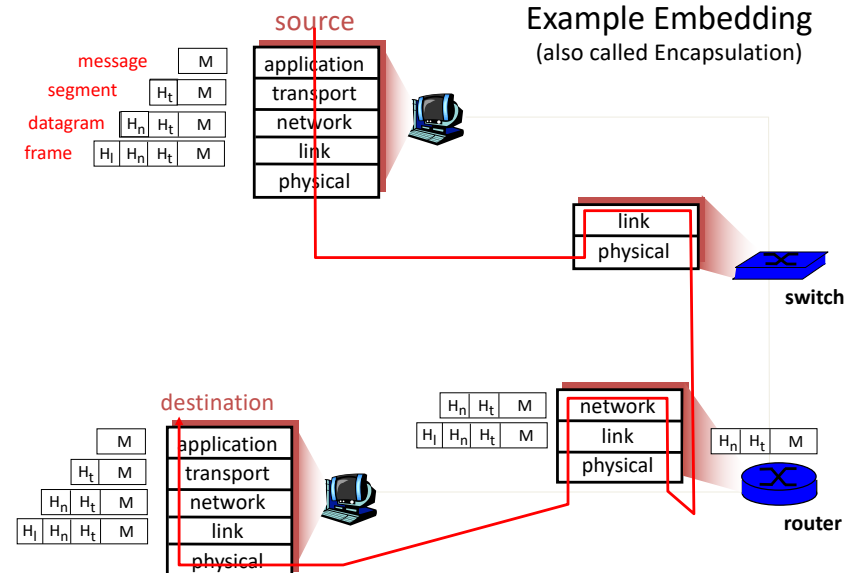 source
Example Embedding
(also called Encapsulation)
message M
segment Ht M
datagram Hn Ht M
frame Hl Hn Ht M
application
transport
network
link
physical
link
physical
switch
destination
M
Ht M
Hn Ht M
Hl Hn Ht M
application
transport
network
link
physical
Hn Ht M
Hl Hn Ht M
network
link
physical
Hn Ht M
router